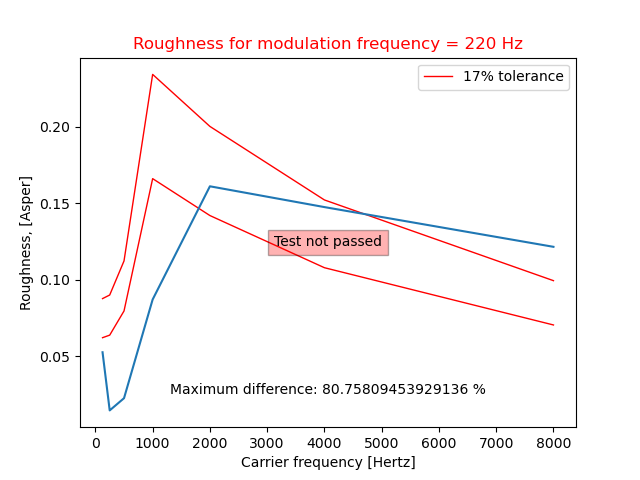 Roughness for modulation frequency = 220 Hz
17% tolerance
0.20
0.15
0.10
0.05
Roughness, [Asper]
Test not passed
Maximum difference: 80.75809453929136 %
0 1000 2000 3000 4000 5000 6000 7000 8000
Carrier frequency [Hertz]